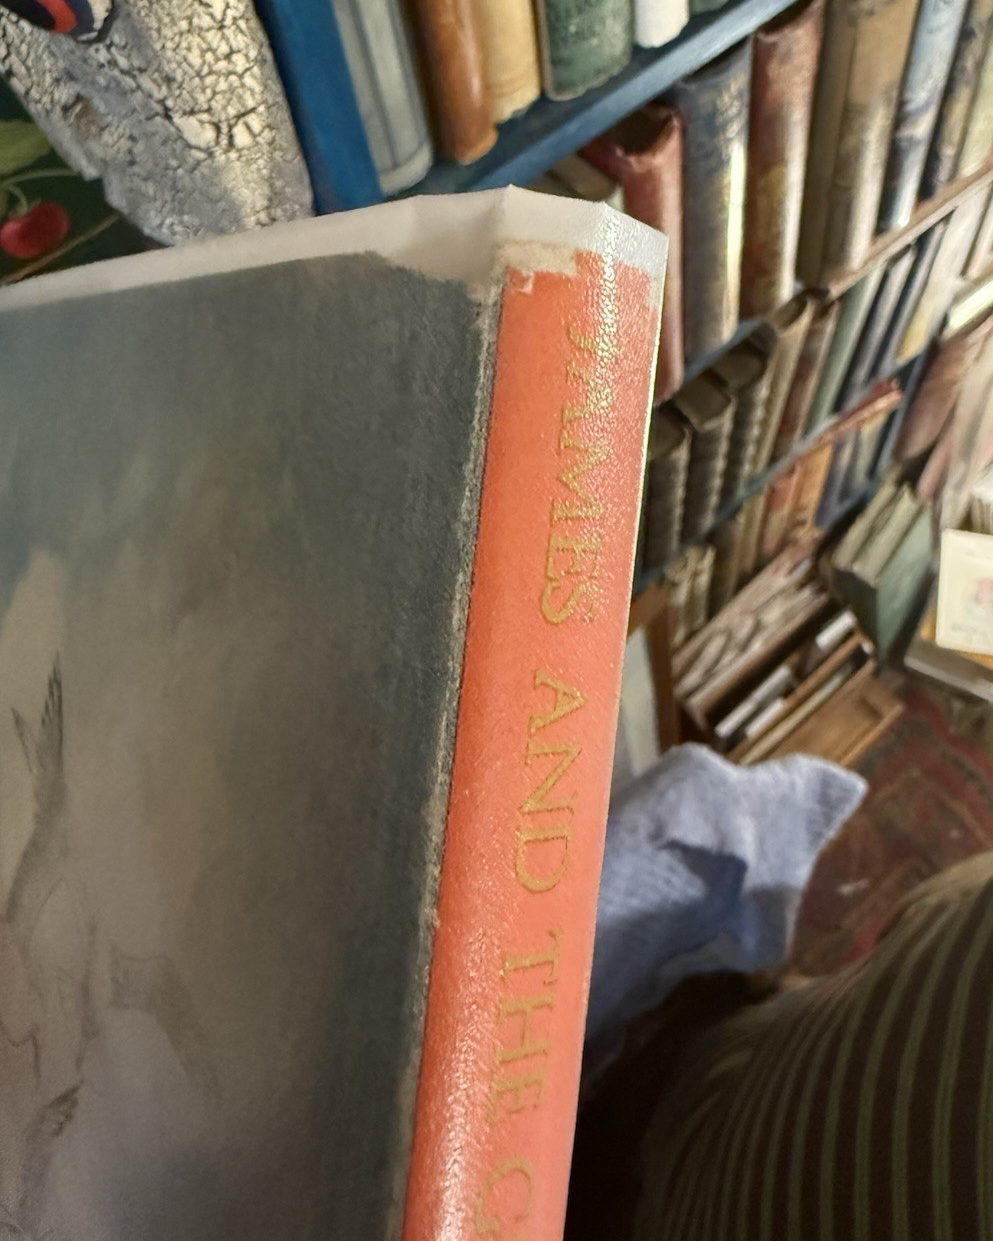 JAMES AND THE G